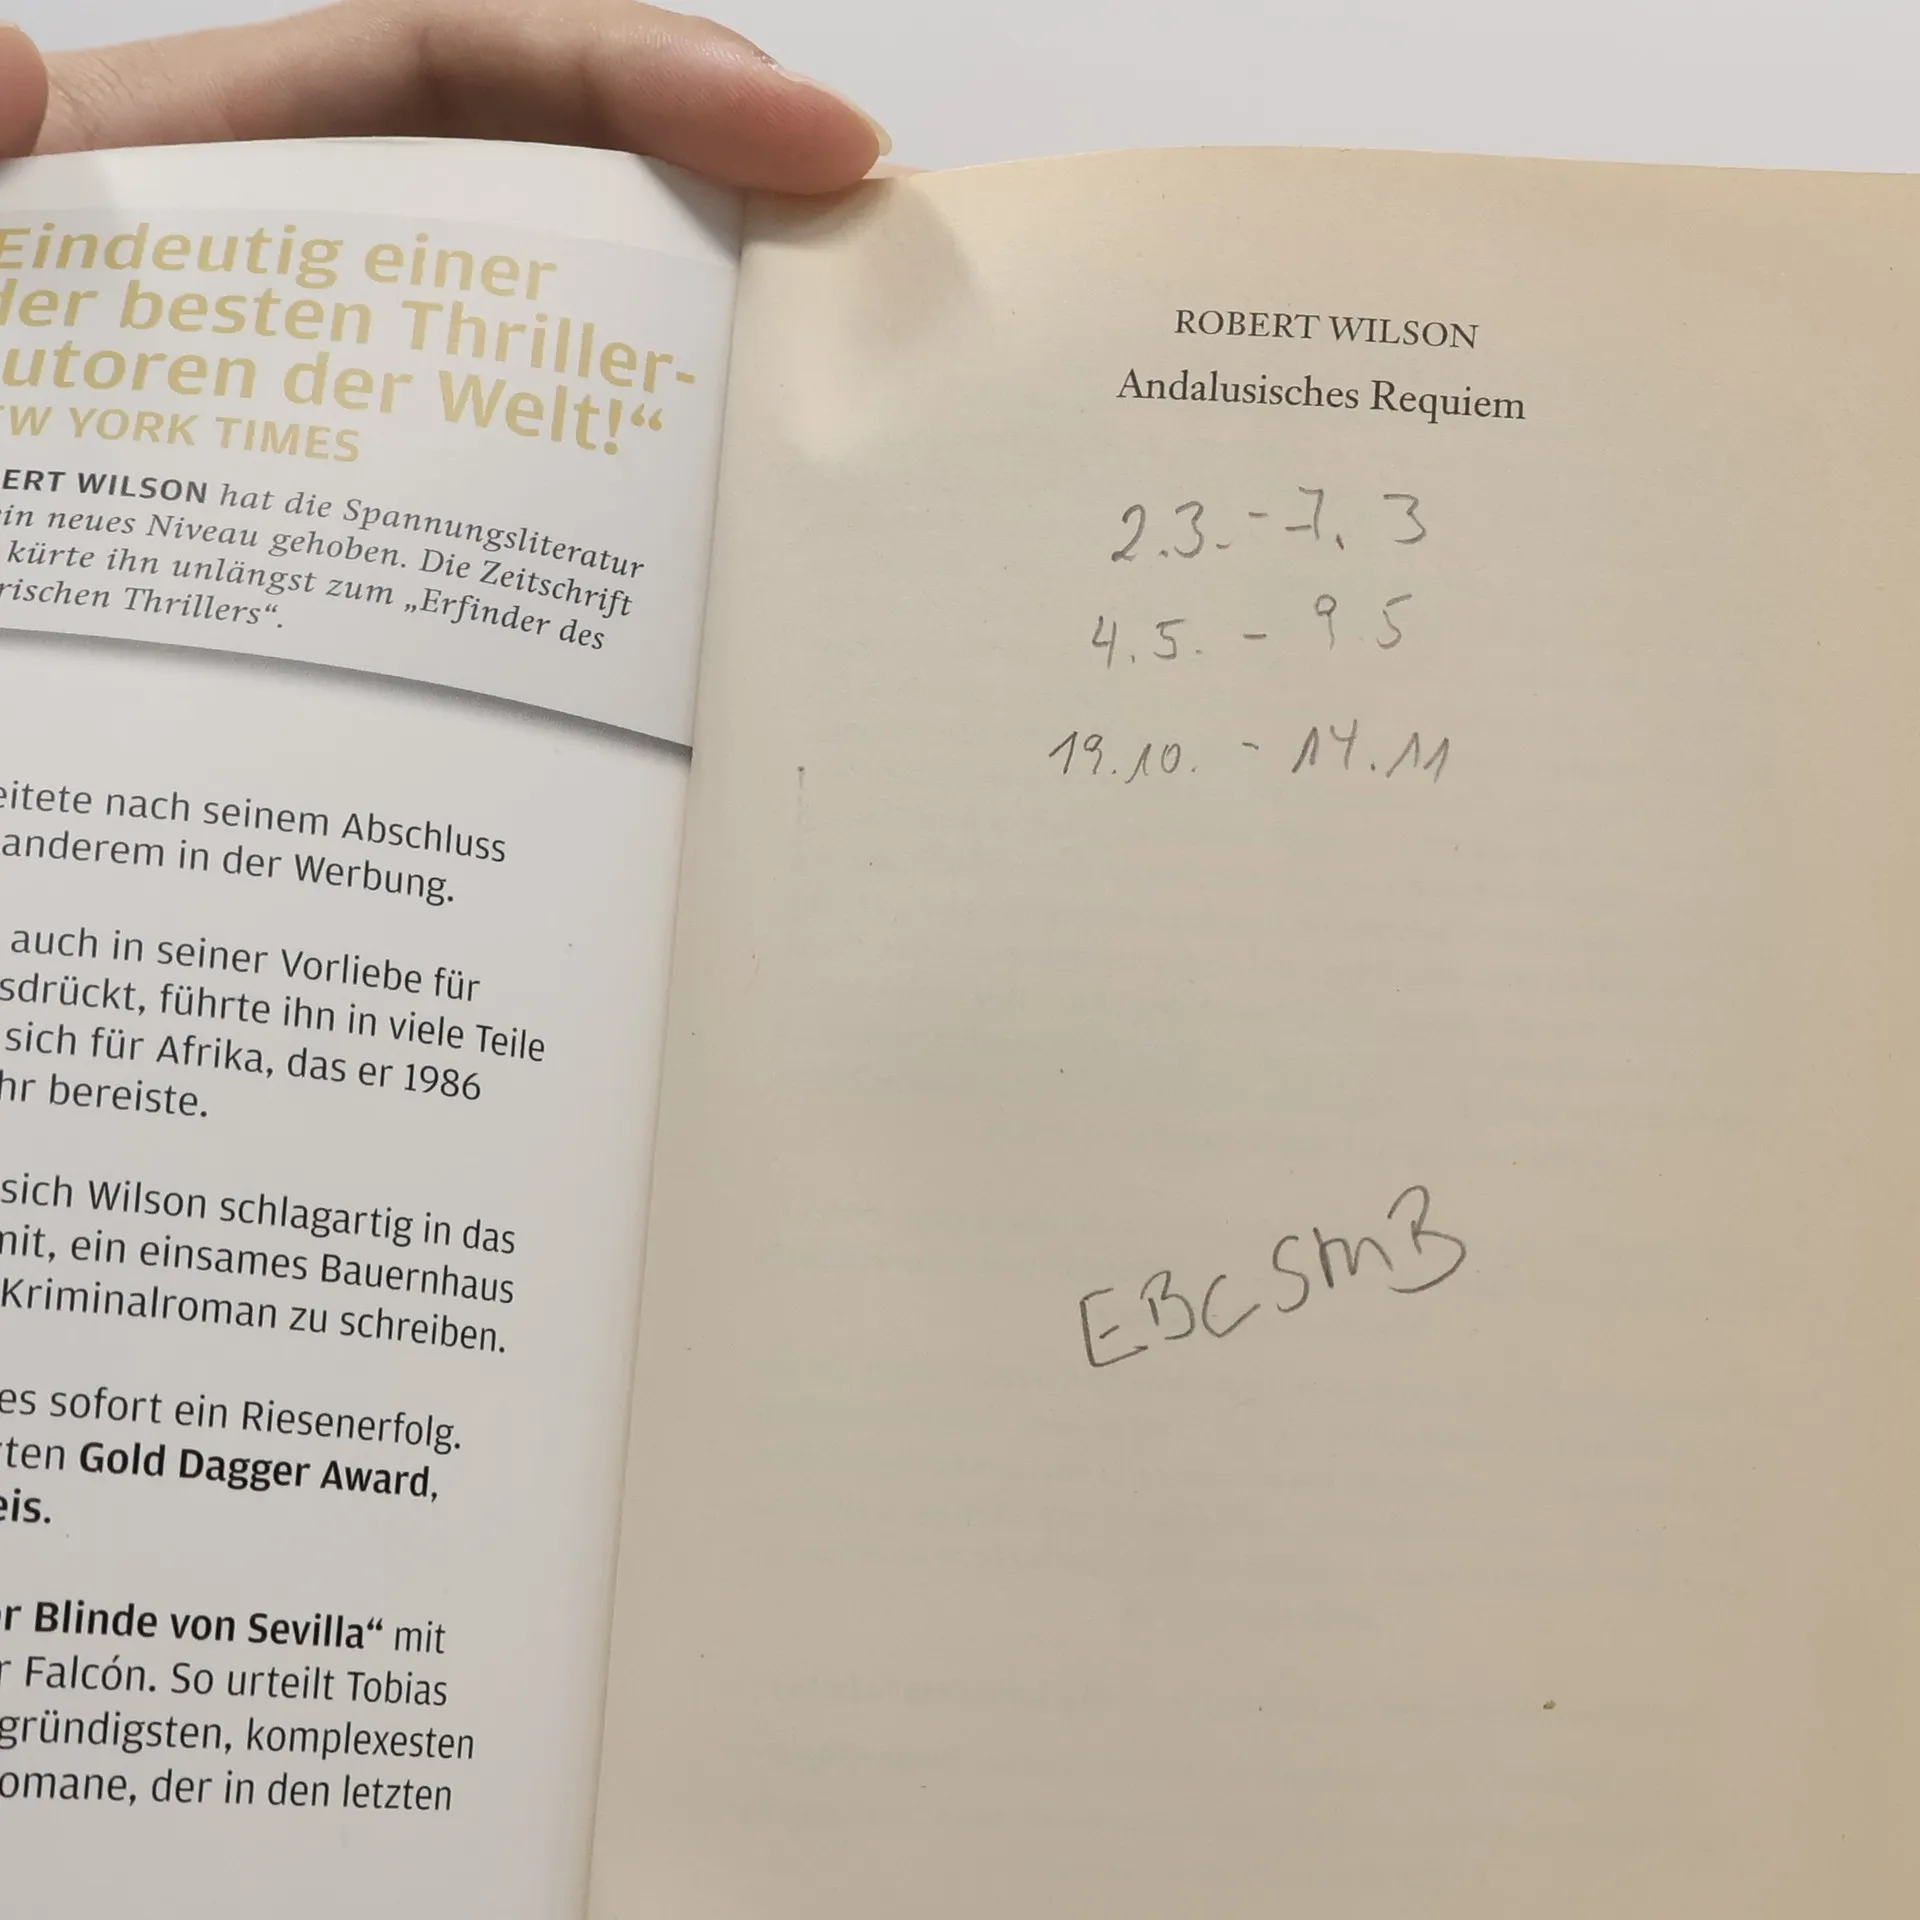 Eindeutig einer
der besten Thriller-
utoren der Welt!“
EW YORK TIMES
ERT WILSON hat die Spannungsliteratur
ein neues Niveau gehoben. Die Zeitschrift
kürte ihn unlängst zum „Erfinder des
rischen Thrillers“.
eitete nach seinem Abschluss
anderem in der Werbung.
auch in seiner Vorliebe für
sdrückt, führte ihn in viele Teile
sich für Afrika, das er 1986
hr bereiste.
sich Wilson schlagartig in das
mit, ein einsames Bauernhaus
Kriminalroman zu schreiben.
es sofort ein Riesenerfolg.
rten Gold Dagger Award,
eis.
r Blinde von Sevilla“ mit
r Falcón. So urteilt Tobias
gründigsten, komplexesten
omane, der in den letzten
ROBERT WILSON
Andalusisches Requiem
2.3. - 7. 3
4.5. - 9.5
19.10. - 14.11
EBCSmB